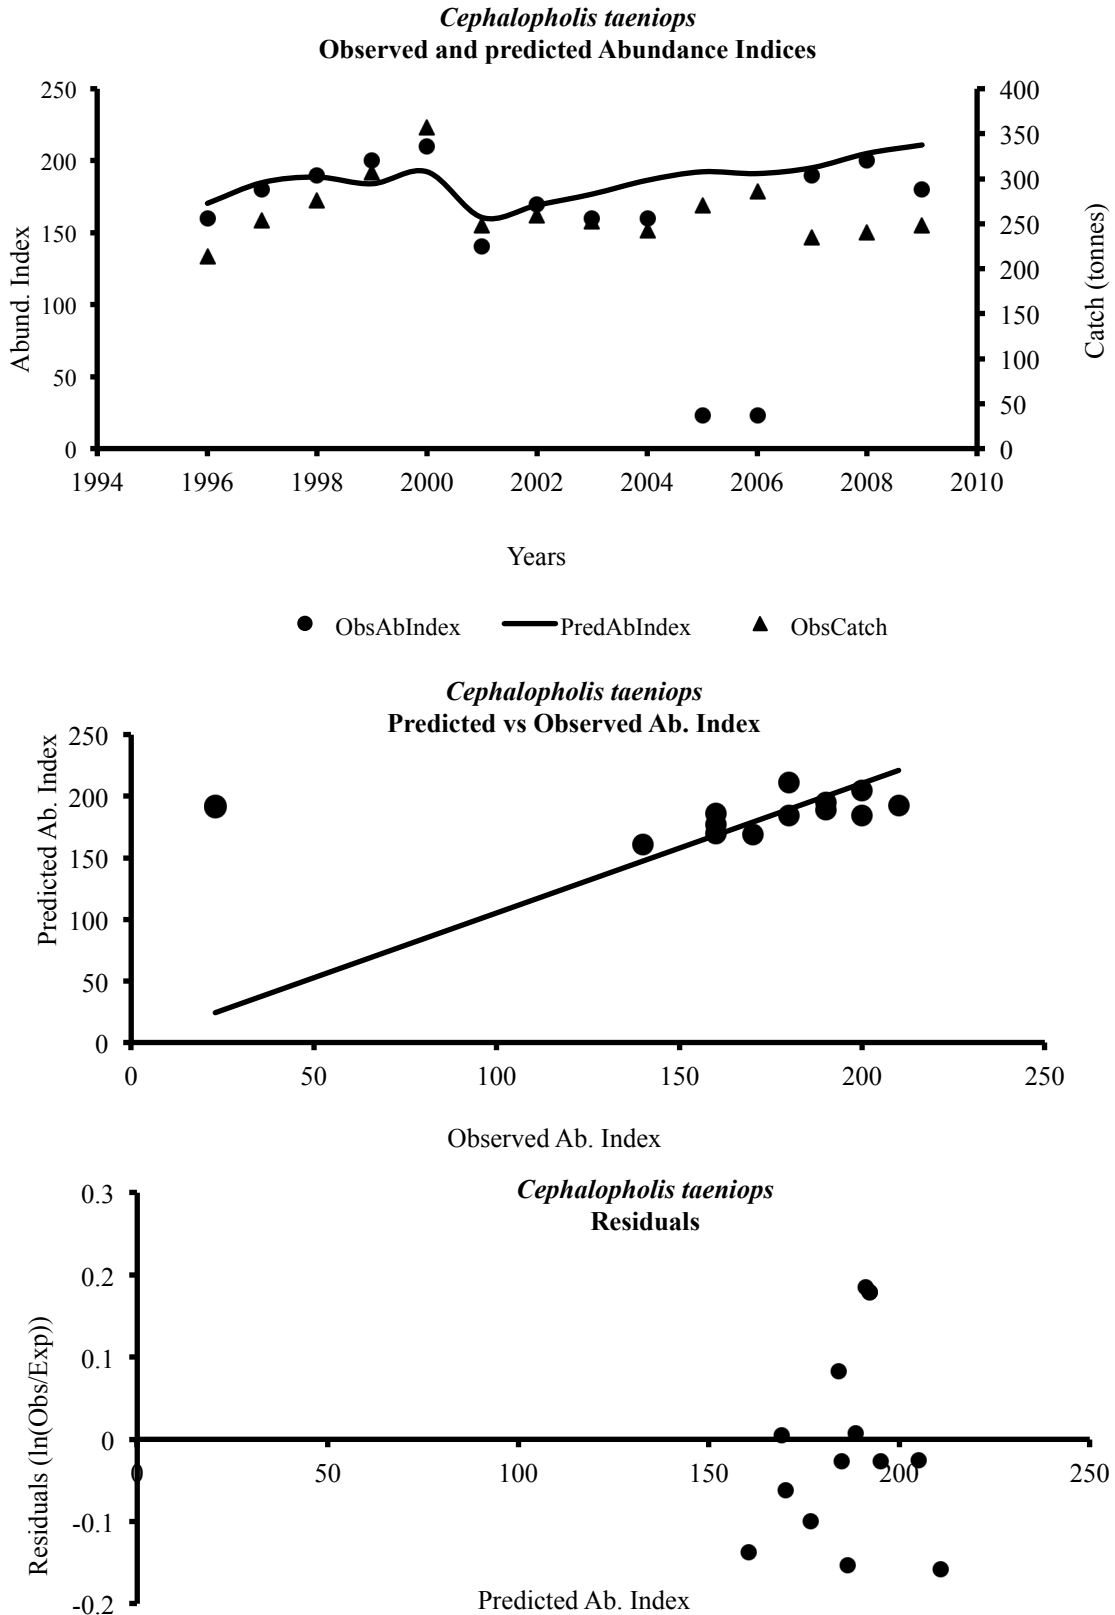 Cephalopholis taeniops
Observed and predicted Abundance Indices
250
200
150
100
50
0
Abund. Index
400
350
300
250
200
150
100
50
0
Catch (tonnes)
1994 1996 1998 2000 2002 2004 2006 2008 2010
Years
ObsAbIndex PredAbIndex ObsCatch
Cephalopholis taeniops
Predicted vs Observed Ab. Index
250
200
150
100
50
0
Predicted Ab. Index
0 50 100 150 200 250
Observed Ab. Index
Cephalopholis taeniops
Residuals
0.3
0.2
0.1
0
-0.1
-0.2
Residuals (ln(Obs/Exp))
0 50 100 150 200 250
Predicted Ab. Index